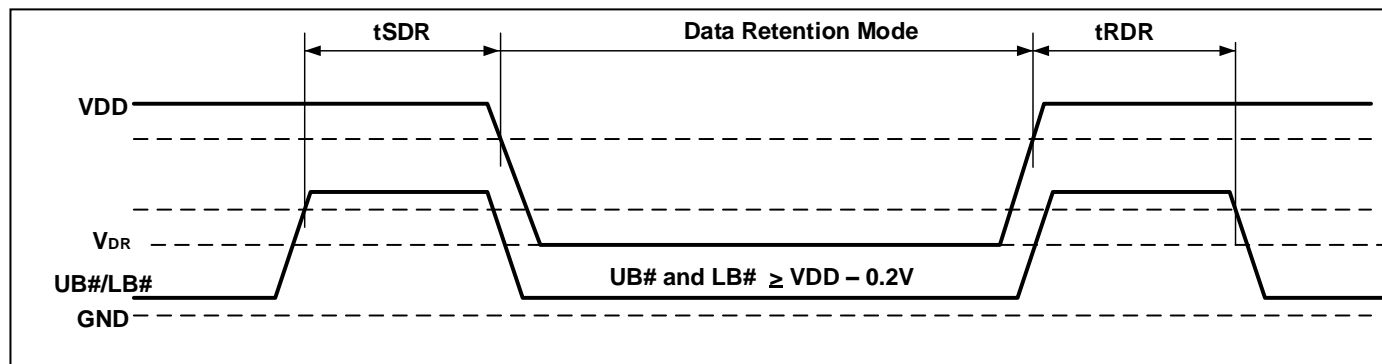 tSDR Data Retention Mode tRDR
VDD
VDR
UB#/LB# UB# and LB# ≥ VDD – 0.2V
GND